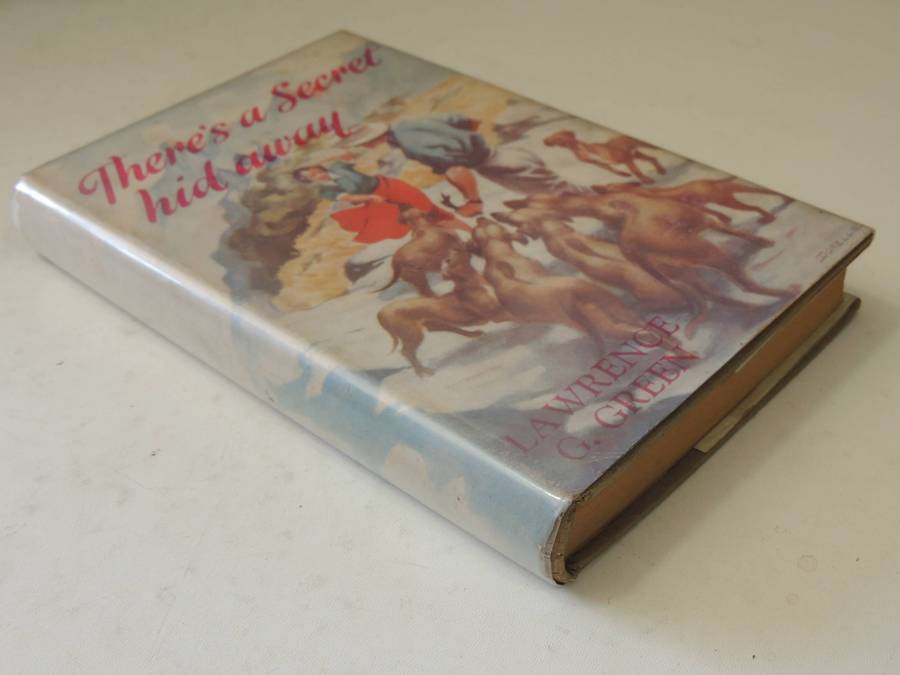 There's a Secret
hid away
LAWRENCE
G. GREEN